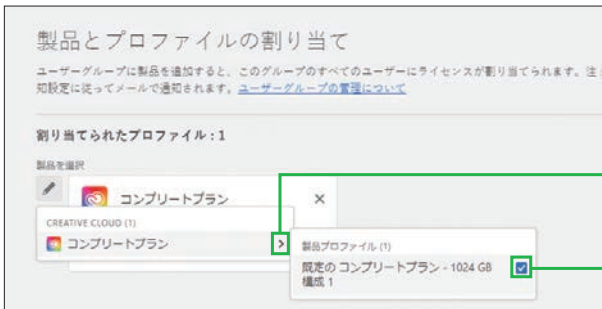 製品とプロファイルの割り当て
ユーザーグループに製品を追加すると、このグループのすべてのユーザーにライセンスが割り当てられます。注
知設定に従ってメールで通知されます。ユーザーグループの管理について
割り当てられたプロファイル：1
製品を選択
コンプリートプラン ×
CREATIVE CLOUD (1)
コンプリートプラン >
製品プロファイル (1)
既定の コンプリートプラン - 1024 GB
構成 1